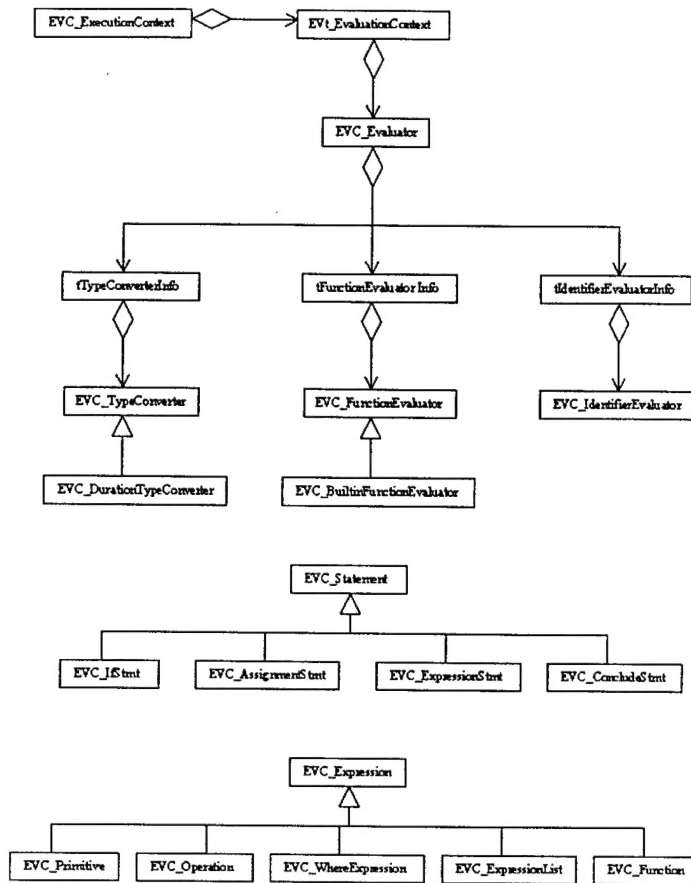 EVC_ExecutionContext
EVt_EvaluationContext
EVC_Evaluator
tTypeConverterInfo
tFunctionEvaluatorInfo
tIdentifierEvaluatorInfo
EVC_TypeConverter
EVC_FunctionEvaluator
EVC_IdentifierEvaluator
EVC_DurationTypeConverter
EVC_BuiltinFunctionEvaluator
EVC_Statement
EVC_IfStmt
EVC_AssignmentStmt
EVC_ExpressionStmt
EVC_ConcludeStmt
EVC_Expression
EVC_Primitive
EVC_Operation
EVC_WhereExpression
EVC_ExpressionList
EVC_Function